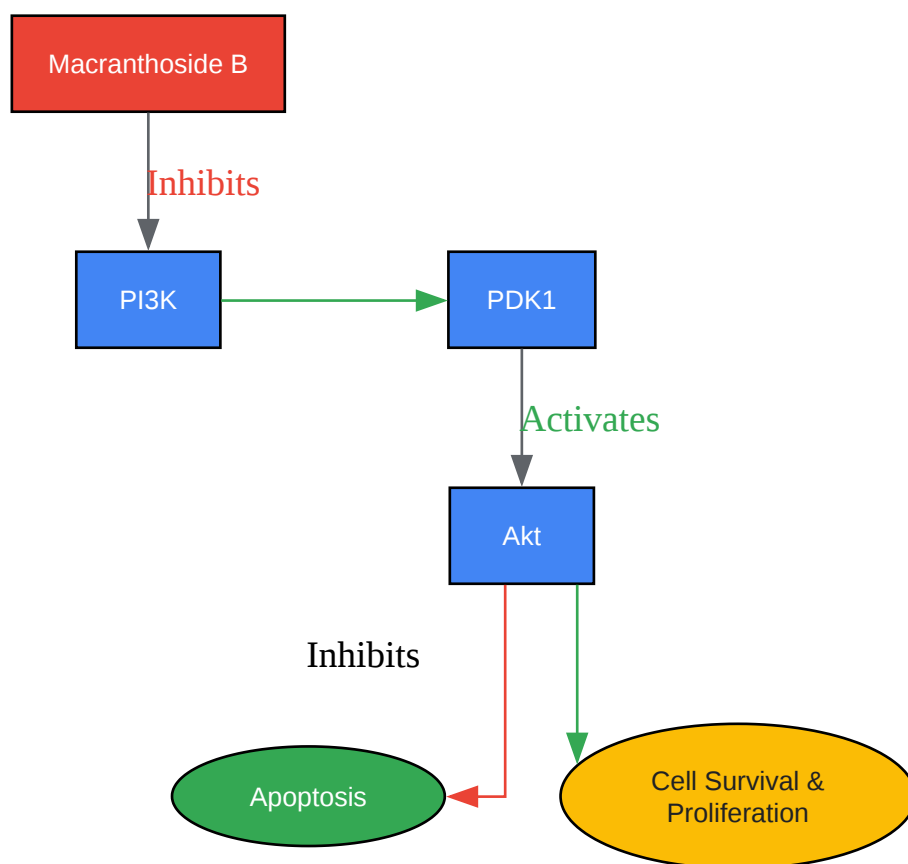 Macranthoside B
Inhibits
PI3K
PDK1
Activates
Akt
Inhibits
Apoptosis
Cell Survival &
Proliferation